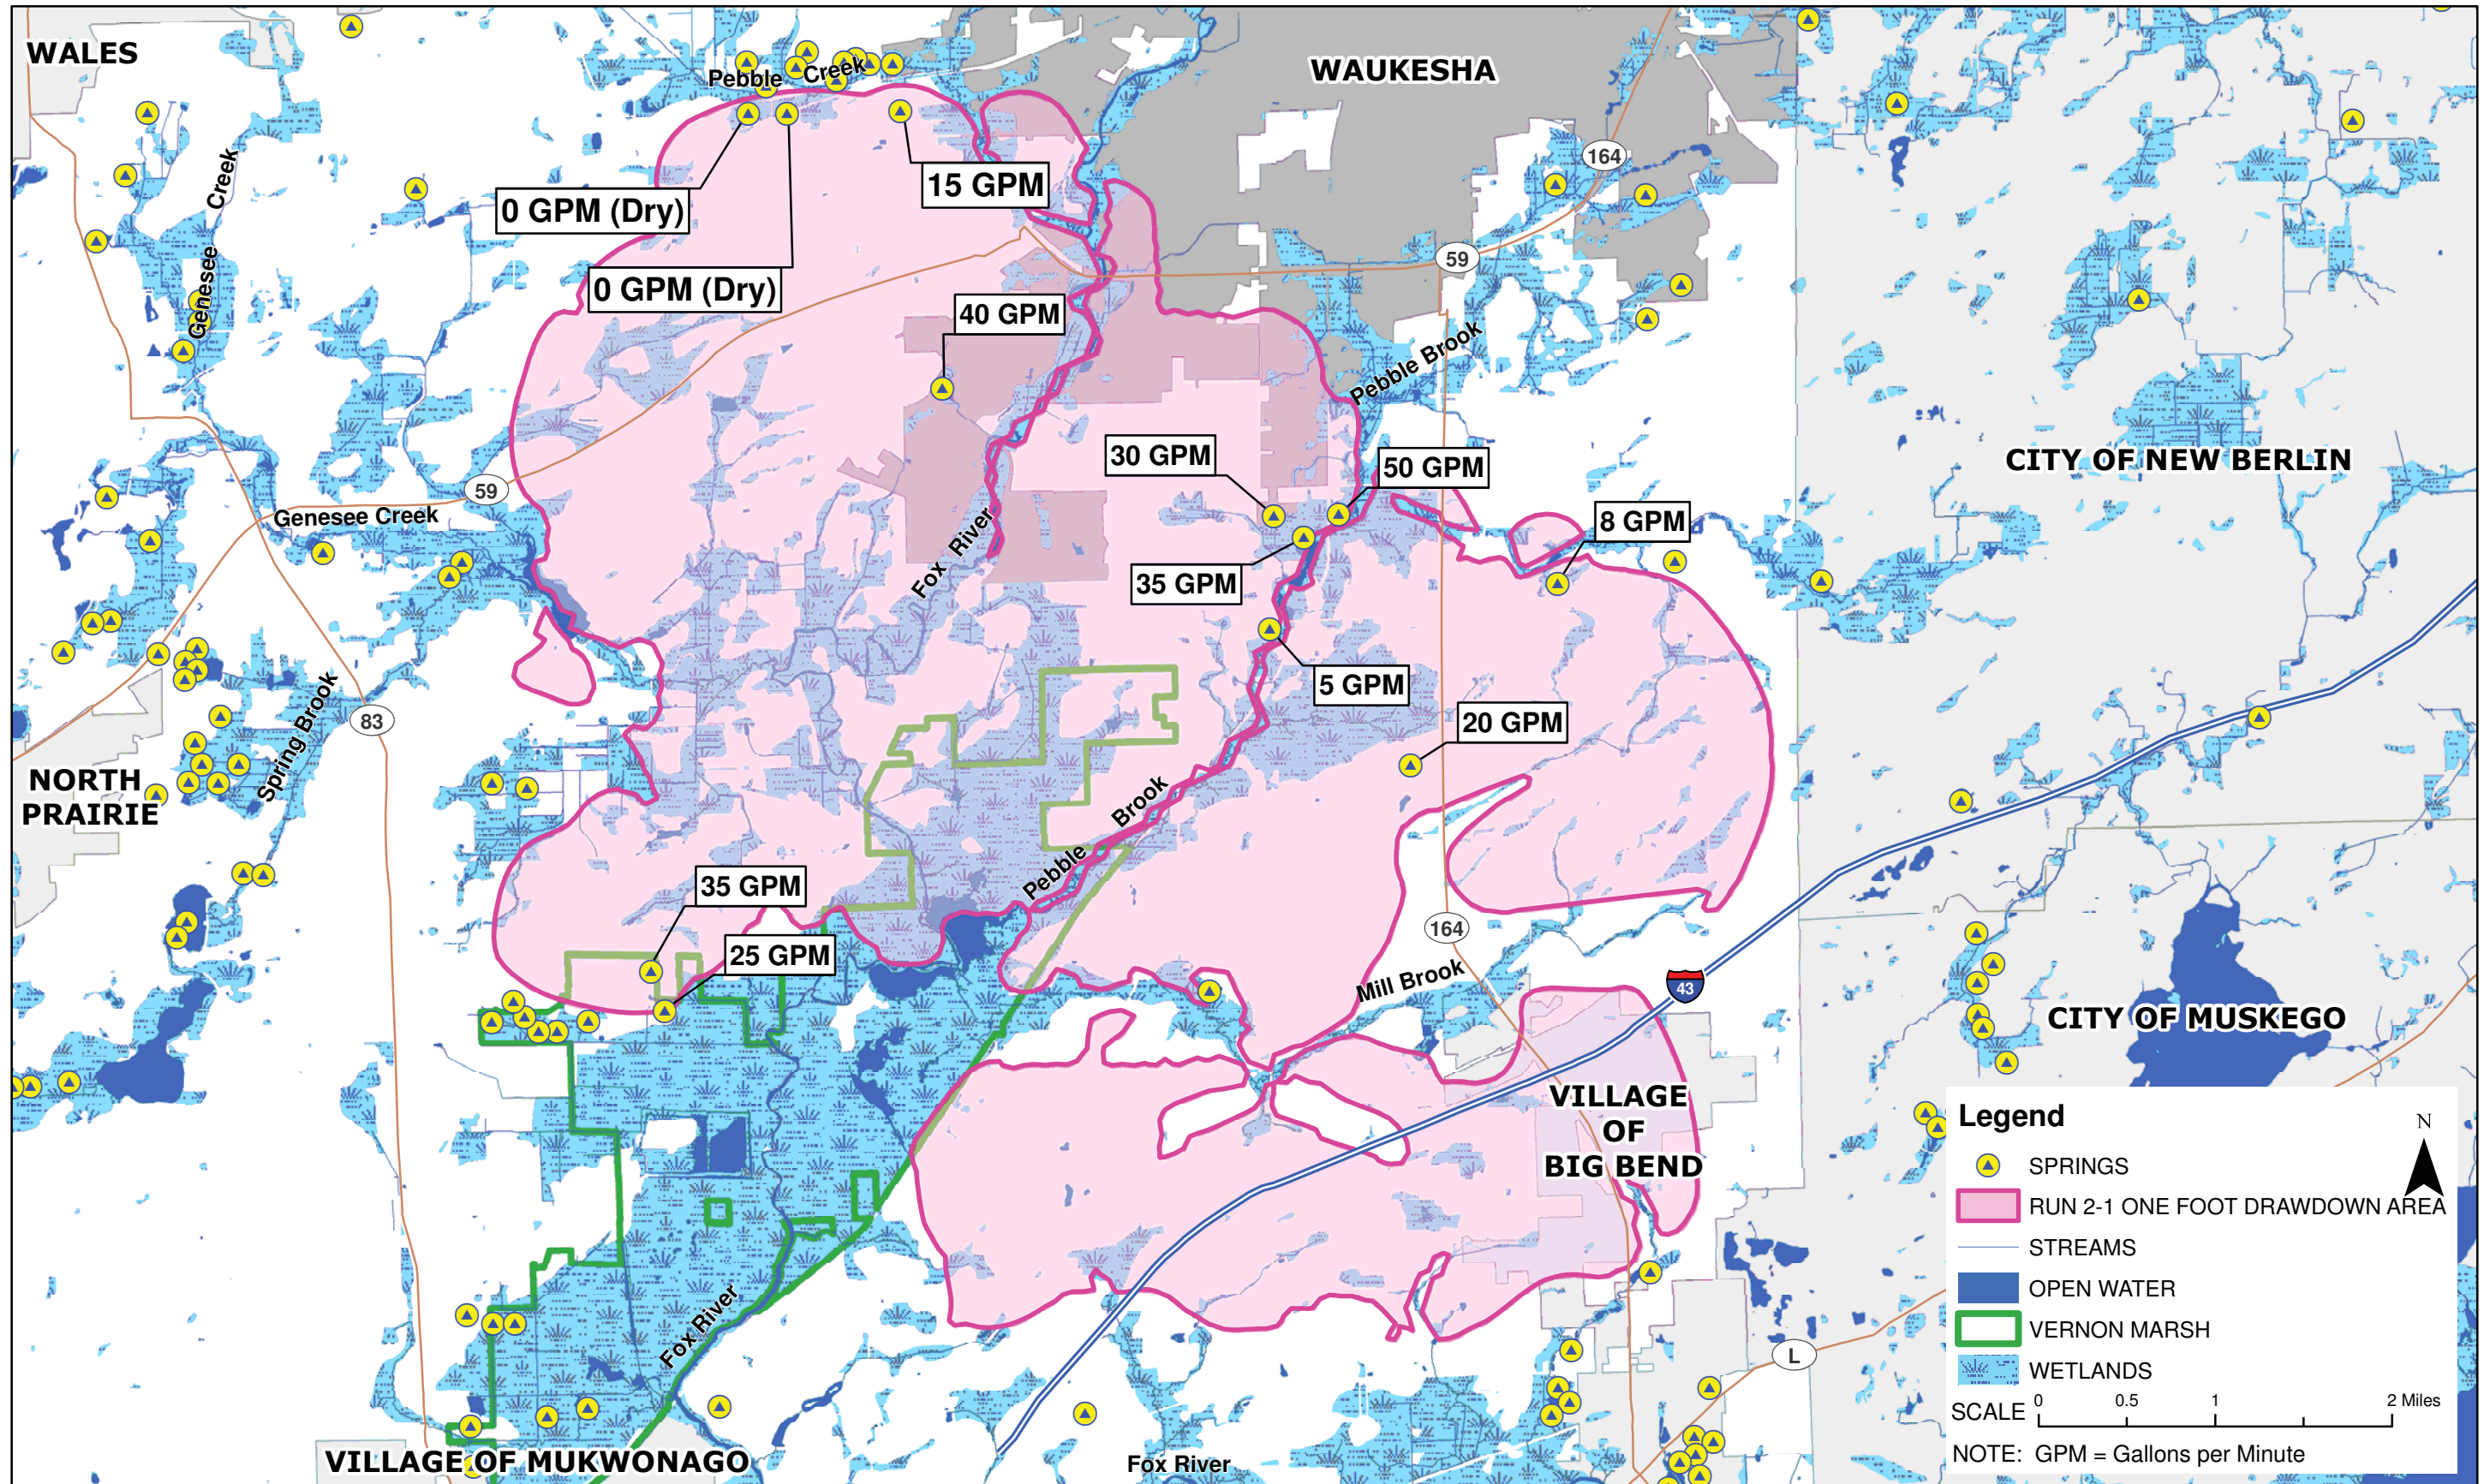 WALES
Pebble Creek
WAUKESHA
164
Genesee Creek
15 GPM
0 GPM (Dry)
0 GPM (Dry)
59
40 GPM
Pebble Brook
30 GPM
50 GPM
CITY OF NEW BERLIN
59
Genesee Creek
8 GPM
Fox River
35 GPM
5 GPM
20 GPM
83
Spring Brook
NORTH
PRAIRIE
Pebble Brook
35 GPM
25 GPM
164
Mill Brook
43
CITY OF MUSKEGO
VILLAGE
OF
BIG BEND
Fox River
L
VILLAGE OF MUKWONAGO
Fox River
Legend
N
SPRINGS
RUN 2-1 ONE FOOT DRAWDOWN AREA
STREAMS
OPEN WATER
VERNON MARSH
WETLANDS
SCALE 0 0.5 1 2 Miles
NOTE: GPM = Gallons per Minute